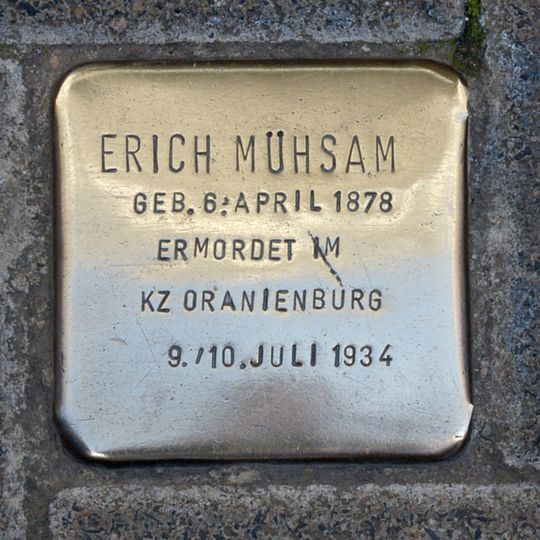 ERICH MÜHSAM
GEB. 6. APRIL 1878
ERMORDET IM
KZ ORANIENBURG
9./10. JULI 1934